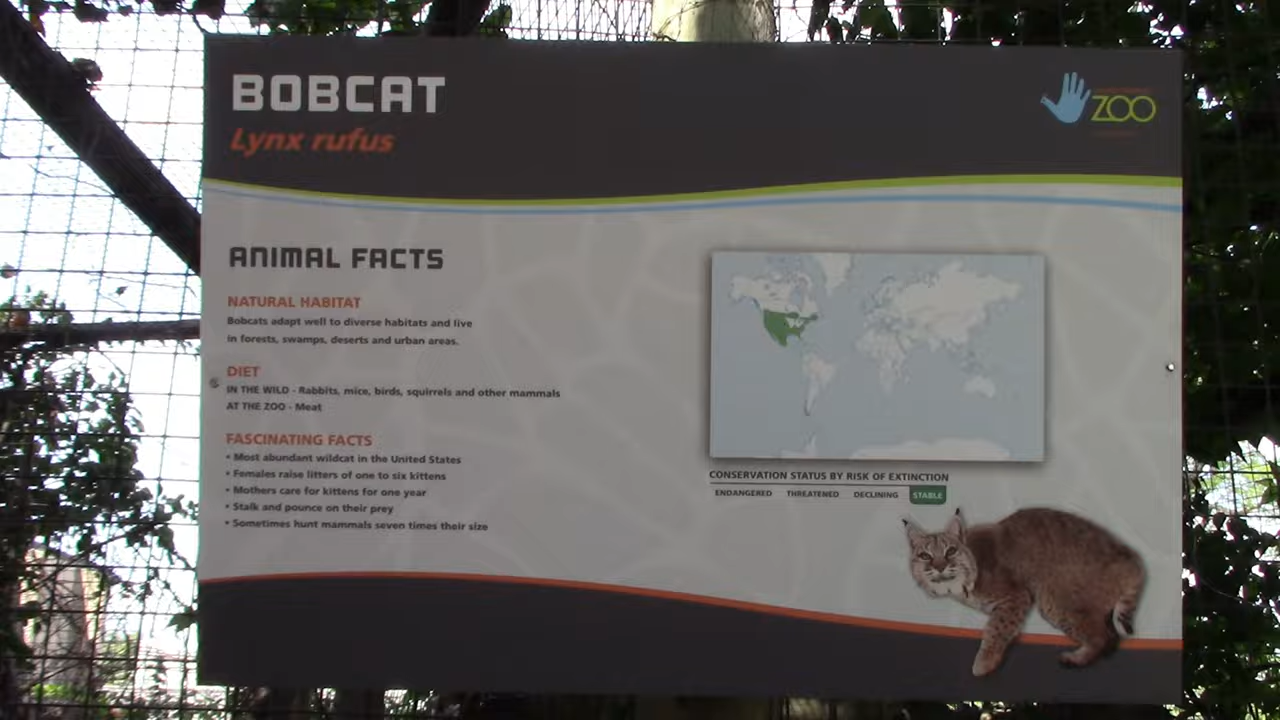 BOBCAT
Lynx rufus
ZOO
ANIMAL FACTS
NATURAL HABITAT
Bobcats adapt well to diverse habitats and live
in forests, swamps, deserts and urban areas.
DIET
IN THE WILD - Rabbits, mice, birds, squirrels and other mammals
AT THE ZOO - Meat
FASCINATING FACTS
• Most abundant wildcat in the United States
• Females raise litters of one to six kittens
• Mothers care for kittens for one year
• Stalk and pounce on their prey
• Sometimes hunt mammals seven times their size
CONSERVATION STATUS BY RISK OF EXTINCTION
ENDANGERED THREATENED DECLINING STABLE